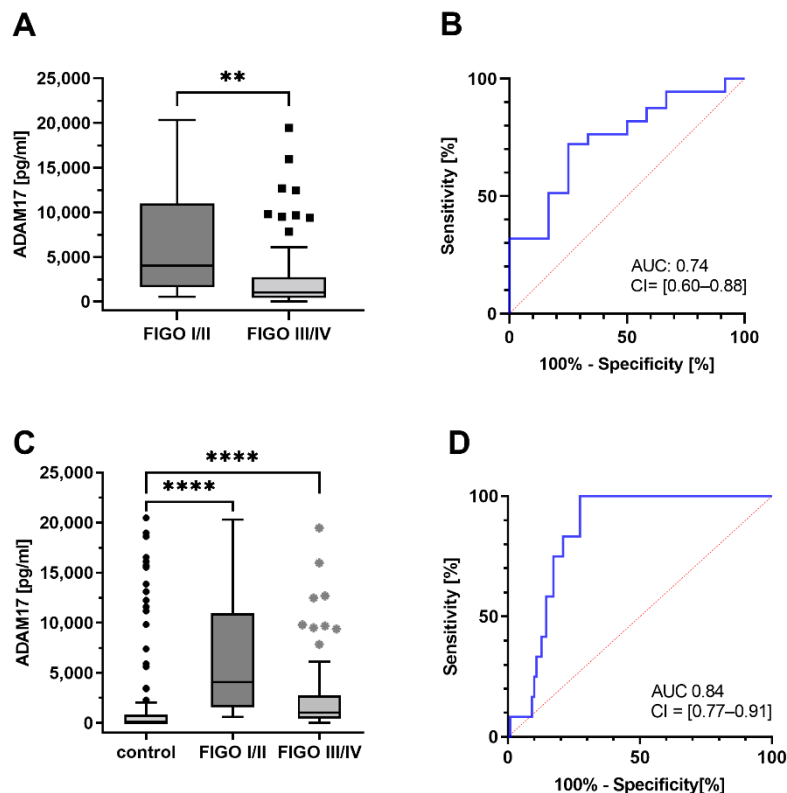 A
ADAM17 [pg/ml]
25,000
20,000
15,000
10,000
5,000
0
**
FIGO I/II
FIGO III/IV
B
Sensitivity [%]
100
50
0
AUC: 0.74
CI= [0.60–0.88]
0
50
100
100% - Specificity [%]
C
ADAM17 [pg/ml]
25,000
20,000
15,000
10,000
5,000
0
****
****
control
FIGO I/II
FIGO III/IV
D
Sensitivity [%]
100
50
0
AUC 0.84
CI = [0.77–0.91]
0
50
100
100% - Specificity[%]